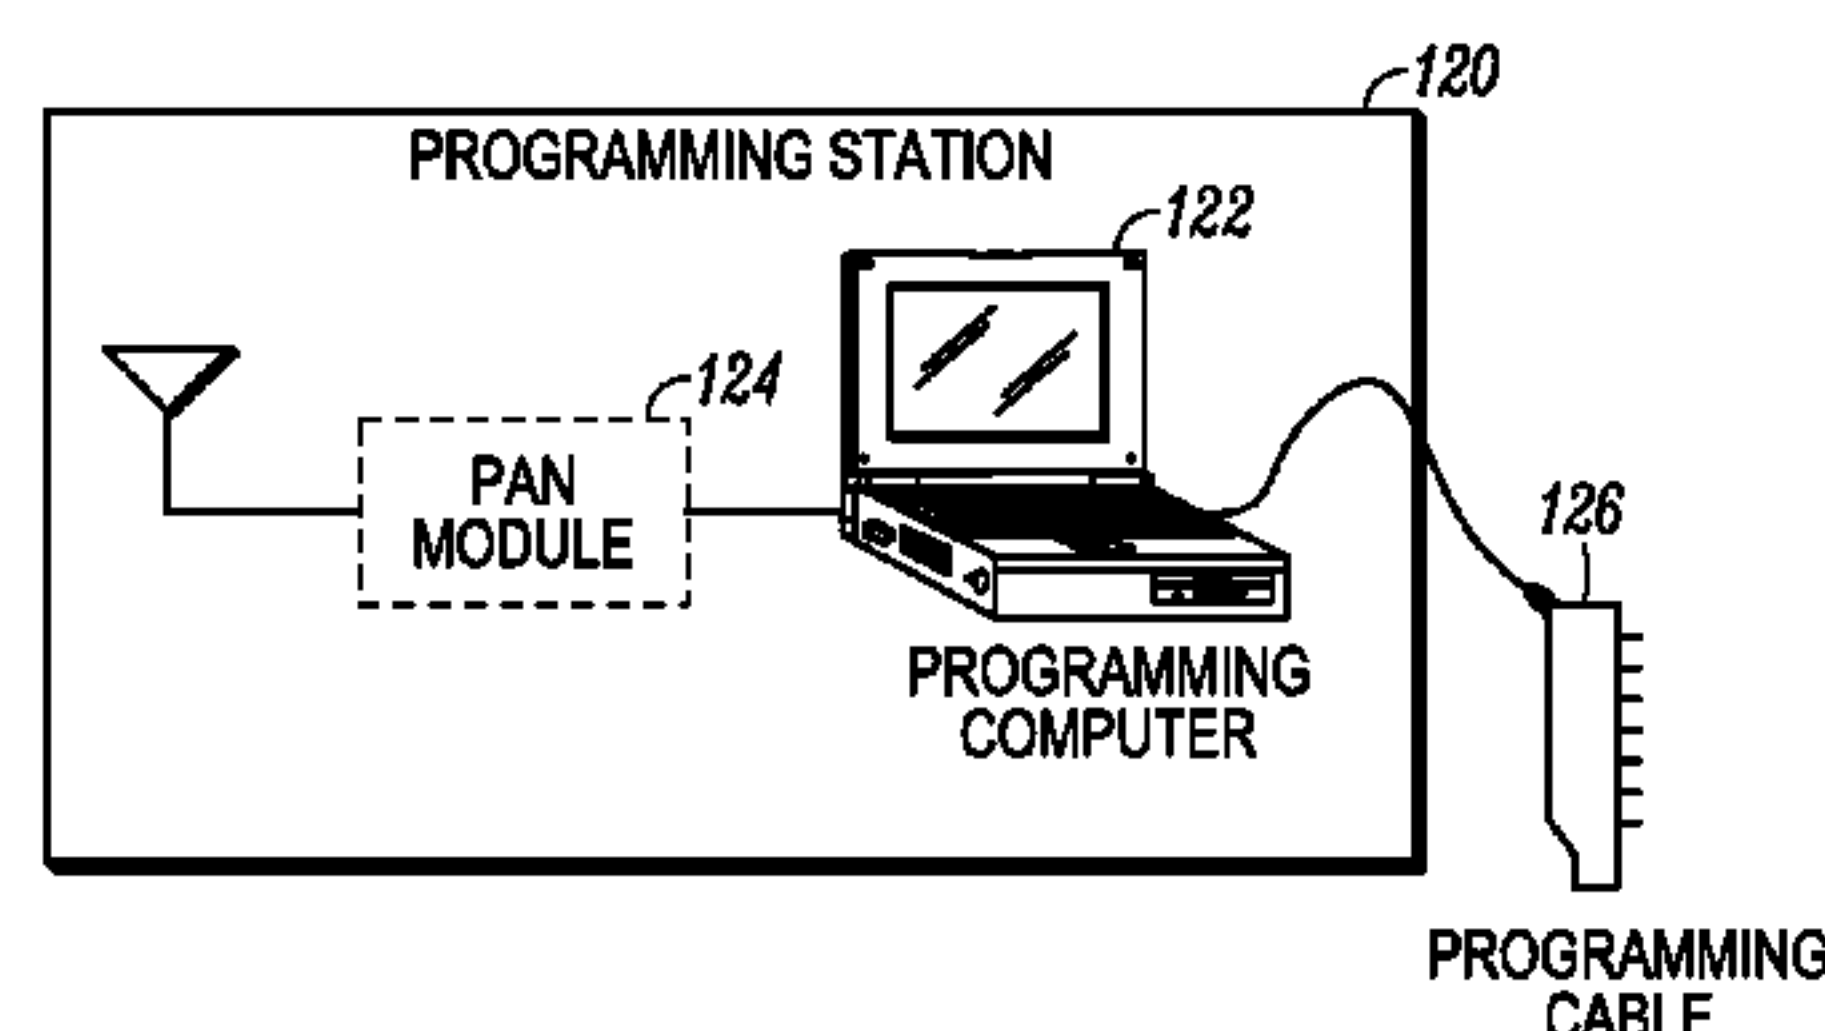 120
PROGRAMMING STATION
122
124
PAN
MODULE
126
PROGRAMMING
COMPUTER
PROGRAMMING
CABLE